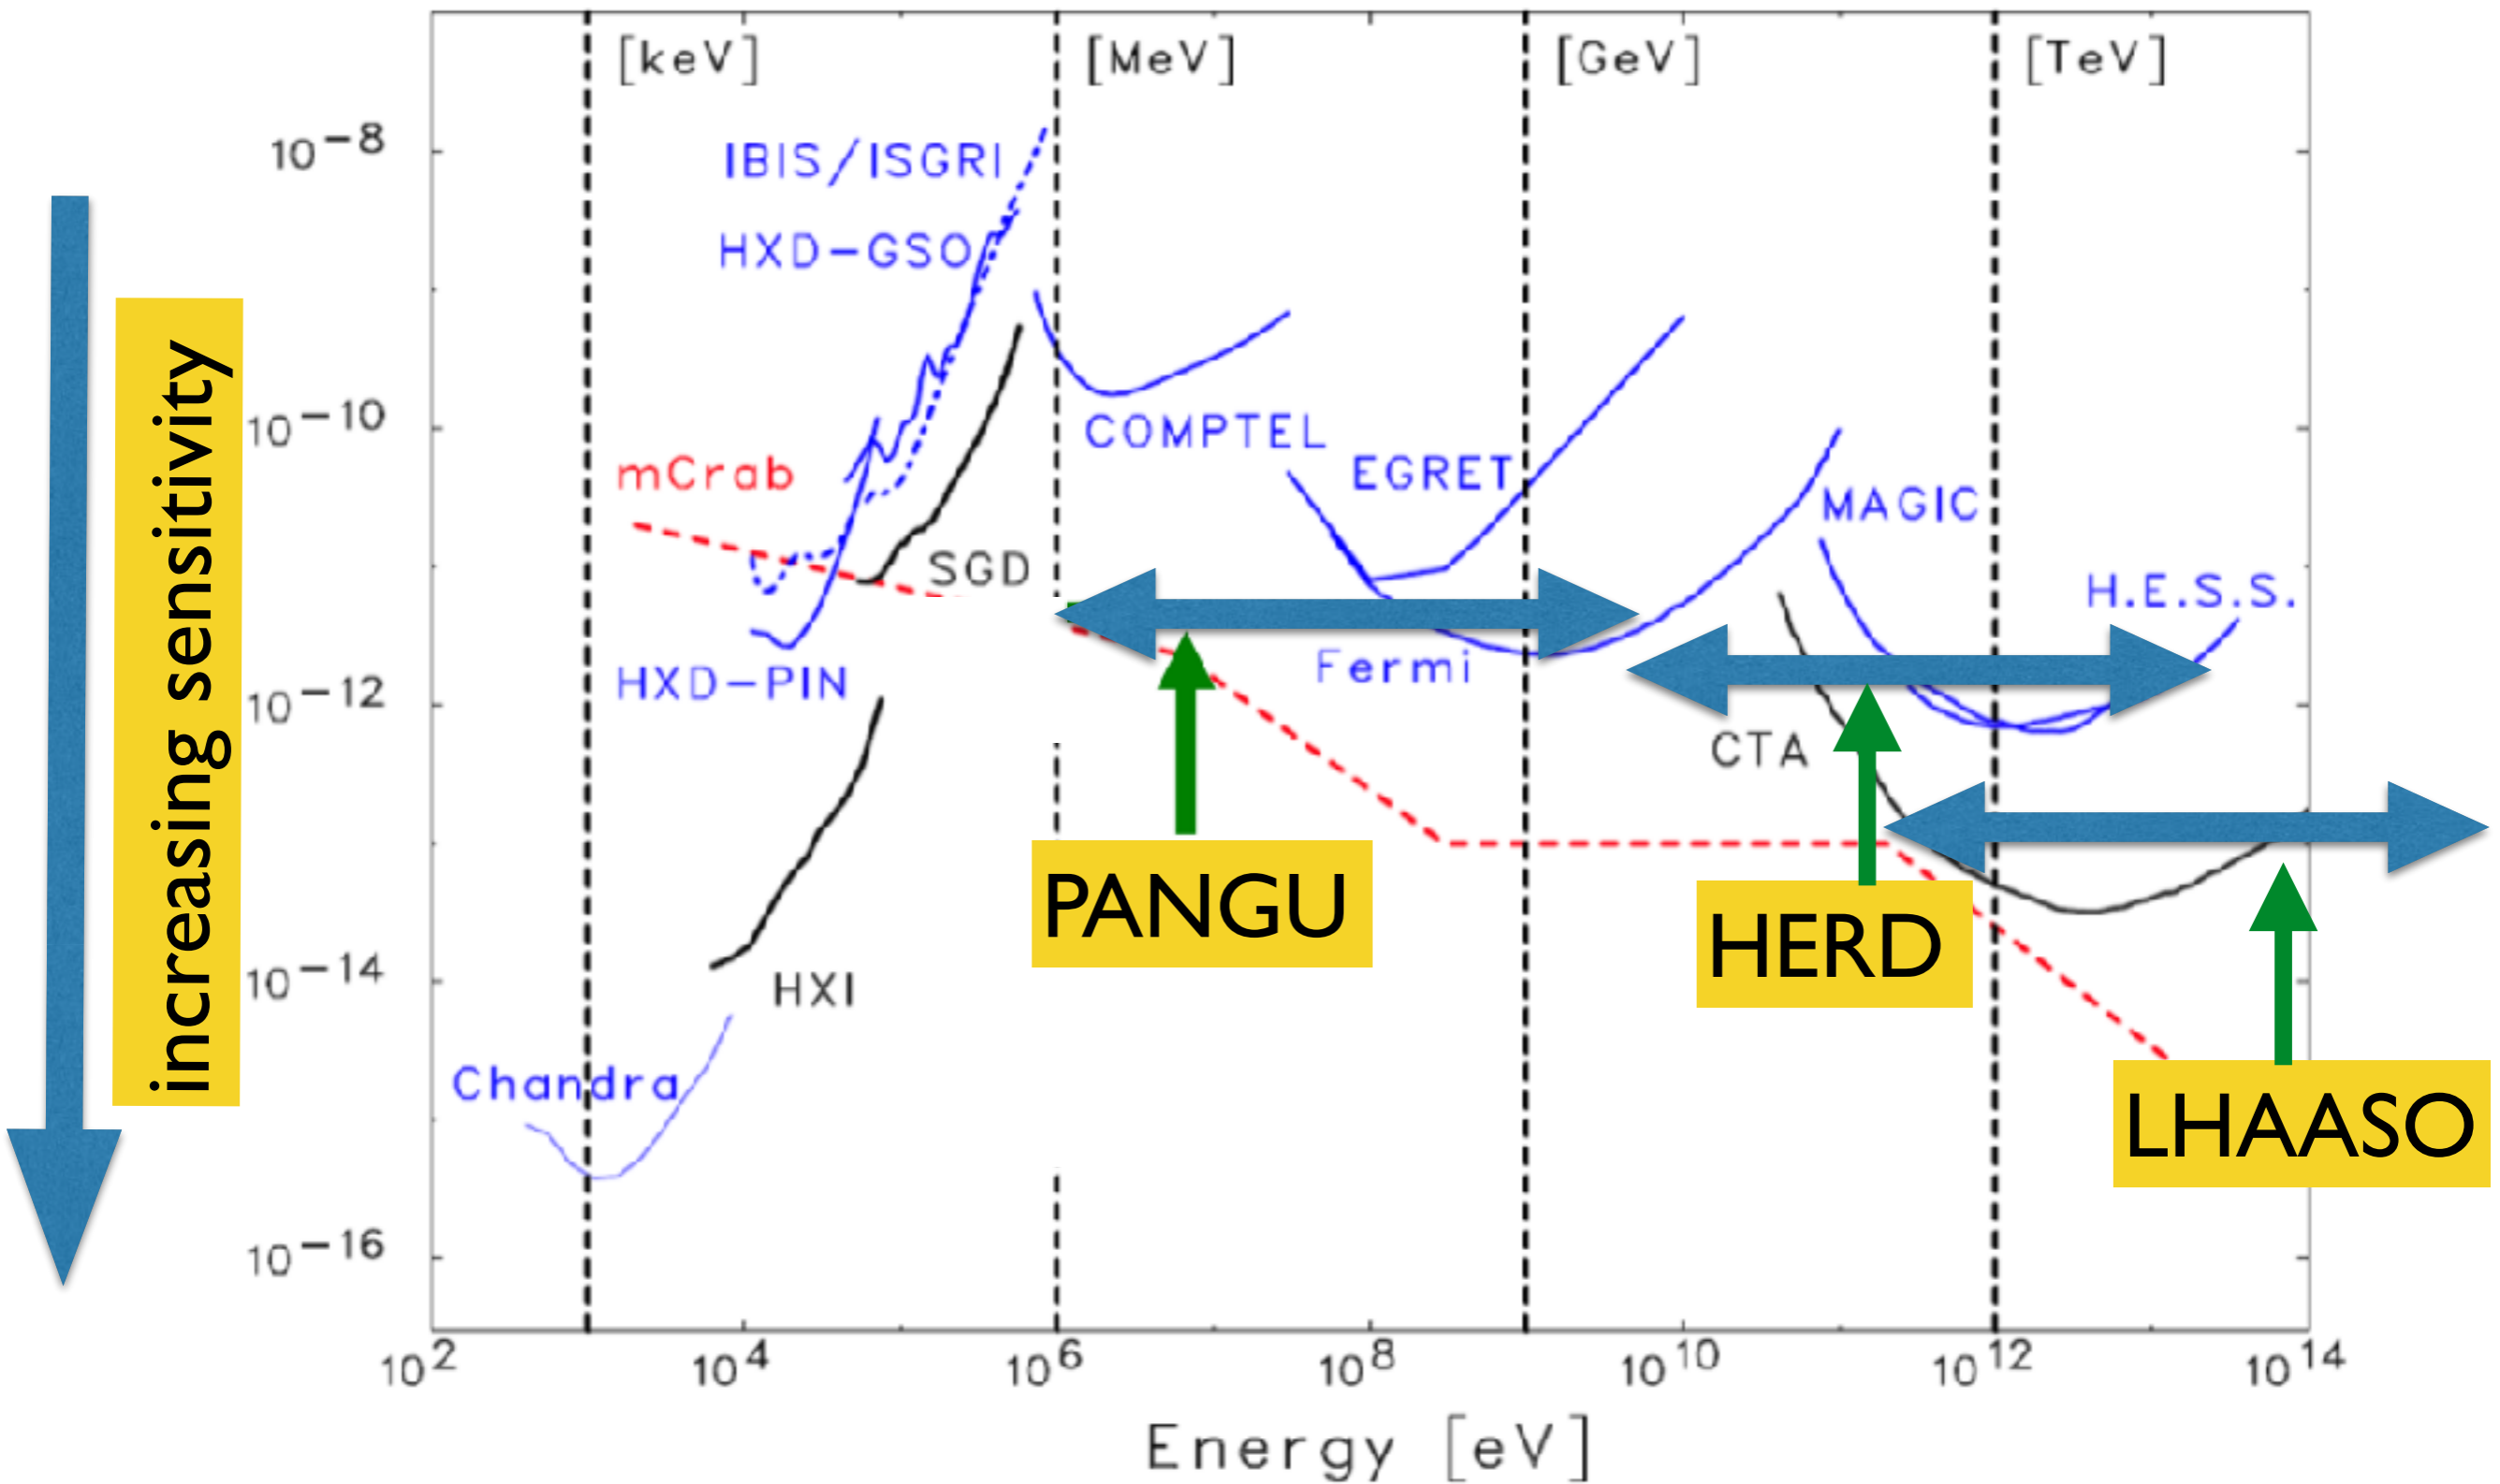 [keV]
[MeV]
[GeV]
[TeV]
10−8
10−10
10−12
10−14
10−16
increasing sensitivity
IBIS/ISGRI
HXD−GSO
mCrab
SGD
HXD−PIN
HXI
Chandra
COMPTEL
EGRET
Fermi
MAGIC
H.E.S.S.
CTA
PANGU
HERD
LHAASO
10² 10⁴ 10⁶ 10⁸ 10¹⁰ 10¹² 10¹⁴
Energy [eV]